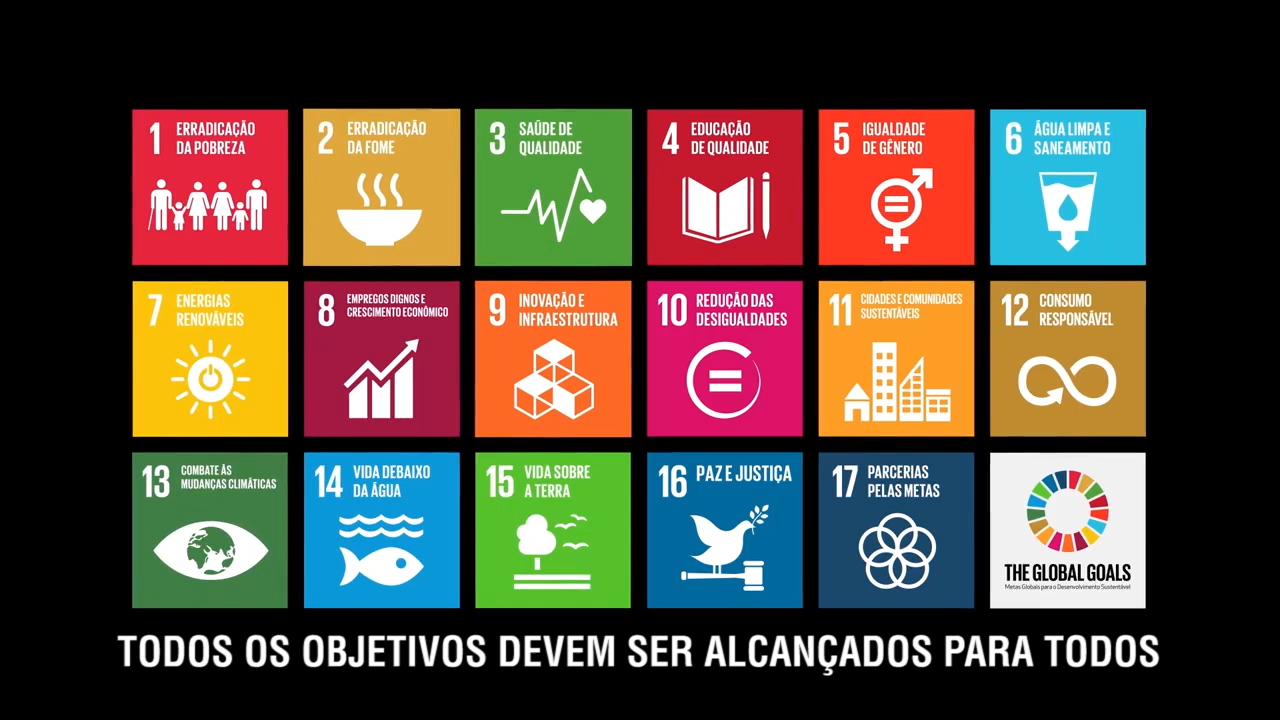 1 ERRADICAÇÃO
DA POBREZA
2 ERRADICAÇÃO
DA FOME
3 SAÚDE DE
QUALIDADE
4 EDUCAÇÃO
DE QUALIDADE
5 IGUALDADE
DE GÊNERO
6 ÁGUA LIMPA E
SANEAMENTO
7 ENERGIAS
RENOVÁVEIS
8 EMPREGOS DIGNOS E
CRESCIMENTO ECONÔMICO
9 INOVAÇÃO E
INFRAESTRUTURA
10 REDUÇÃO DAS
DESIGUALDADES
11 CIDADES E COMUNIDADES
SUSTENTÁVEIS
12 CONSUMO
RESPONSÁVEL
13 COMBATE ÀS
MUDANÇAS CLIMÁTICAS
14 VIDA DEBAIXO
DA ÁGUA
15 VIDA SOBRE
A TERRA
16 PAZ E JUSTIÇA
17 PARCERIAS
PELAS METAS
THE GLOBAL GOALS
Metas Globais para o Desenvolvimento Sustentável
TODOS OS OBJETIVOS DEVEM SER ALCANÇADOS PARA TODOS